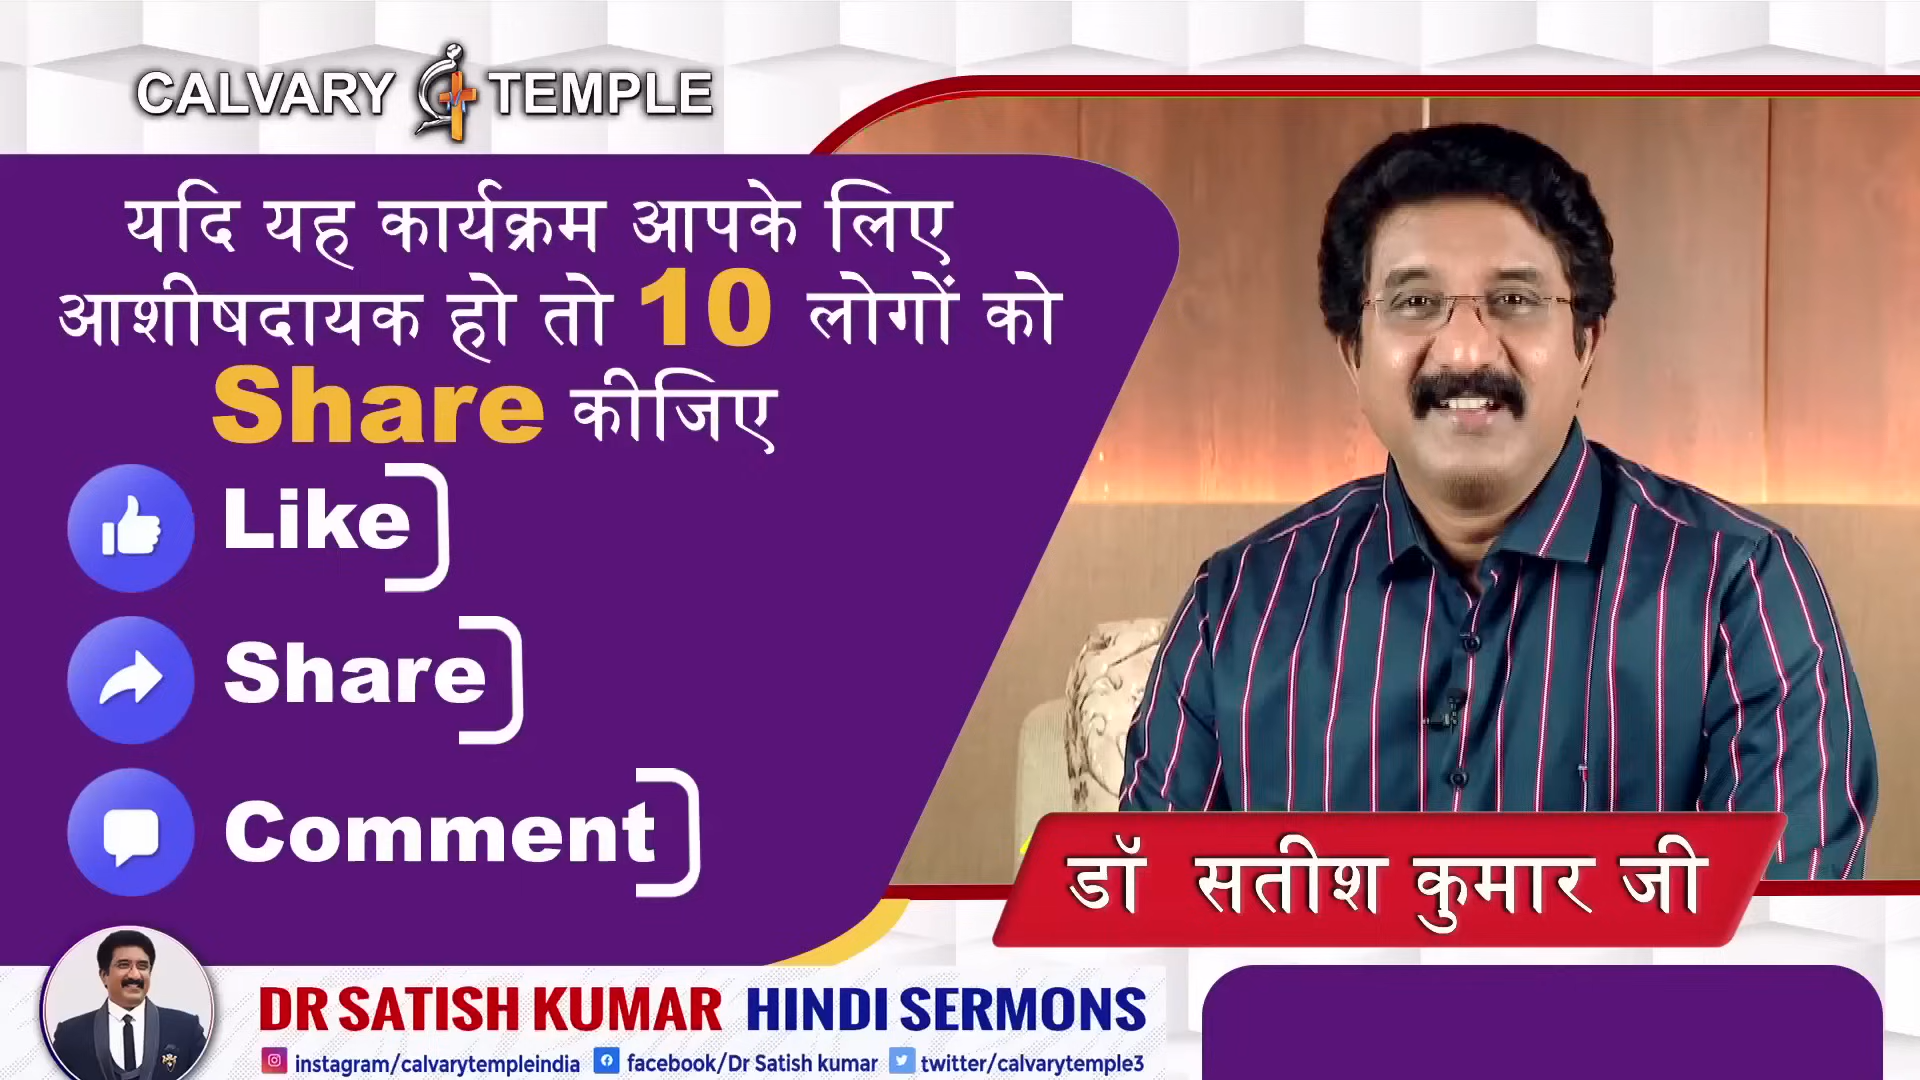 CALVARY TEMPLE
यदि यह कार्यक्रम आपके लिए
आशीषदायक हो तो 10 लोगों को
Share कीजिए
Like
Share
Comment
डॉ सतीश कुमार जी
DR SATISH KUMAR HINDI SERMONS
instagram/calvarytempleindia facebook/Dr Satish kumar twitter/calvarytemple3